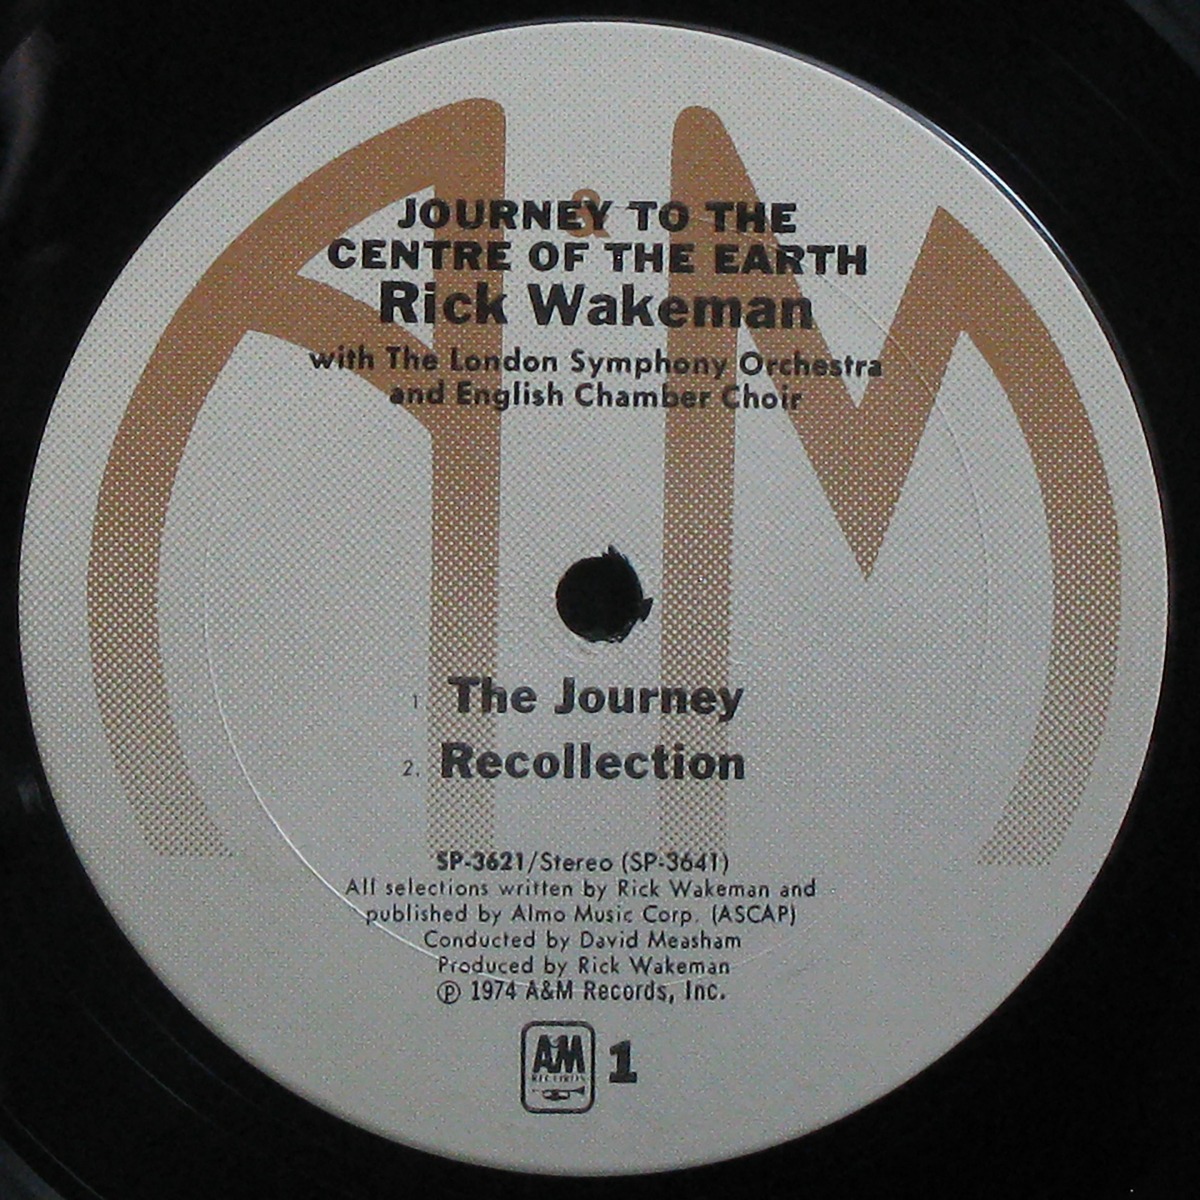 A & M
JOURNEY TO THE
CENTRE OF THE EARTH
Rick Wakeman
with The London Symphony Orchestra
and English Chamber Choir
1 The Journey
2. Recollection
SP-3621/Stereo (SP-3641)
All selections written by Rick Wakeman and
published by Almo Music Corp. (ASCAP)
Conducted by David Measham
Produced by Rick Wakeman
Ⓟ 1974 A&M Records, Inc.
A&M 1
RECORDS